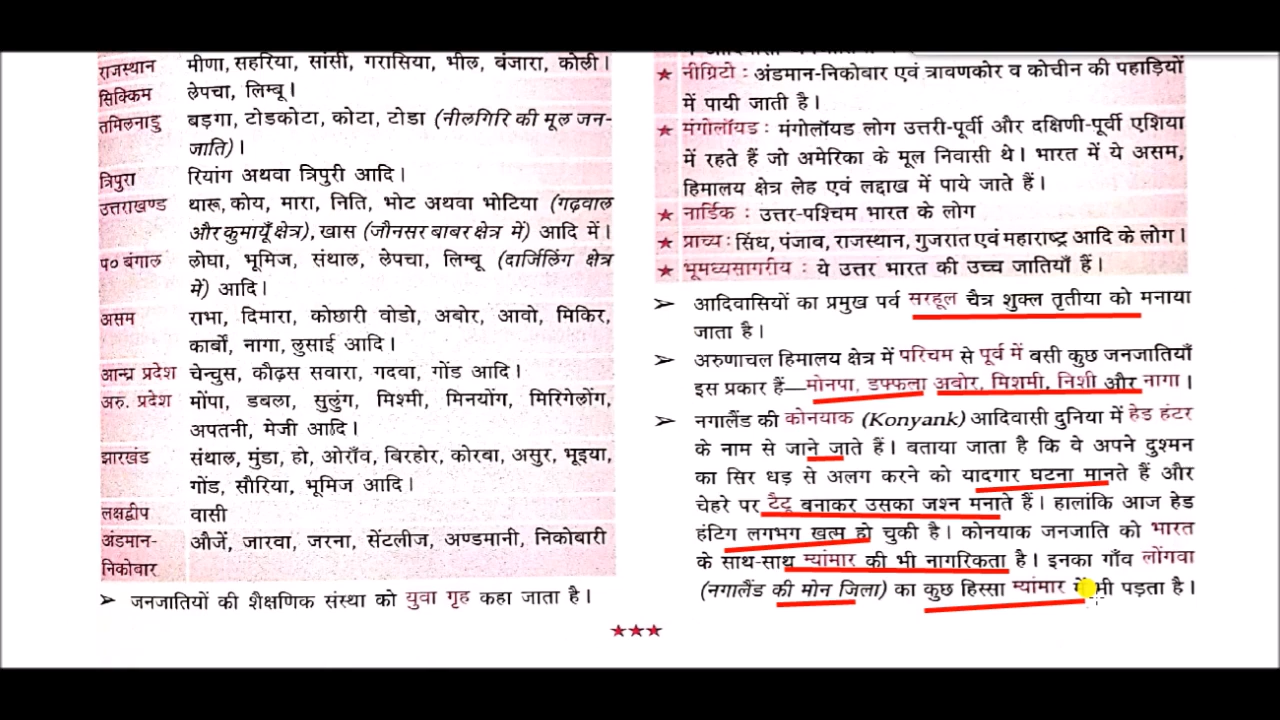 राजस्थान मीणा, सहरिया, सांसी, गरासिया, भील, बंजारा, कोली।
सिक्किम लेपचा, लिम्बू।
तमिलनाडु बड़गा, टोडकोटा, कोटा, टोडा (नीलगिरि की मूल जन-
जाति)।
त्रिपुरा रियांग अथवा त्रिपुरी आदि।
उत्तराखण्ड थारू, कोय, मारा, निति, भोट अथवा भोटिया (गढ़वाल
और कुमायूँ क्षेत्र), खास (जौनसर बाबर क्षेत्र में) आदि में।
प० बंगाल लोघा, भूमिज, संथाल, लेपचा, लिम्बू (दार्जिलिंग क्षेत्र
में) आदि।
असम राभा, दिमारा, कोछारी वोडो, अबोर, आवो, मिकिर,
कार्बों, नागा, लुसाई आदि।
आन्ध्र प्रदेश चेन्चुस, कौढ़स सवारा, गदवा, गोंड आदि।
अरु. प्रदेश मोंपा, डबला, सुलुंग, मिश्मी, मिनयोंग, मिरिगेलोंग,
अपतनी, मेजी आदि।
झारखंड संथाल, मुंडा, हो, ओराँव, बिरहोर, कोरबा, असुर, भूइया,
गोंड, सौरिया, भूमिज आदि।
लक्षद्वीप वासी
अंडमान- औजें, जारवा, जरना, सेंटलीज, अण्डमानी, निकोबारी
निकोबार
➢ जनजातियों की शैक्षणिक संस्था को युवा गृह कहा जाता है।
★ नीग्रिटो : अंडमान-निकोबार एवं त्रावणकोर व कोचीन की पहाड़ियों
में पायी जाती है।
★ मंगोलॉयड : मंगोलॉयड लोग उत्तरी-पूर्वी और दक्षिणी-पूर्वी एशिया
में रहते हैं जो अमेरिका के मूल निवासी थे। भारत में ये असम,
हिमालय क्षेत्र लेह एवं लद्दाख में पाये जाते हैं।
★ नार्डिक : उत्तर-पश्चिम भारत के लोग
★ प्राच्य : सिंध, पंजाब, राजस्थान, गुजरात एवं महाराष्ट्र आदि के लोग।
★ भूमध्यसागरीय : ये उत्तर भारत की उच्च जातियाँ हैं।
➢ आदिवासियों का प्रमुख पर्व सरहूल चैत्र शुक्ल तृतीया को मनाया
जाता है।
➢ अरुणाचल हिमालय क्षेत्र में परिचम से पूर्व में बसी कुछ जनजातियाँ
इस प्रकार हैं—मोनपा, डफ्फला अबोर, मिशमी, निशी और नागा।
➢ नगालैंड की कोनयाक (Konyank) आदिवासी दुनिया में हेड हंटर
के नाम से जाने जाते हैं। बताया जाता है कि वे अपने दुश्मन
का सिर धड़ से अलग करने को यादगार घटना मानते हैं और
चेहरे पर टैटू बनाकर उसका जश्न मनाते हैं। हालांकि आज हेड
हंटिग लगभग खत्म हो चुकी है। कोनयाक जनजाति को भारत
के साथ-साथ म्यांमार की भी नागरिकता है। इनका गाँव लोंगवा
(नगालैंड की मोन जिला) का कुछ हिस्सा म्यांमार भी पड़ता है।
★★★